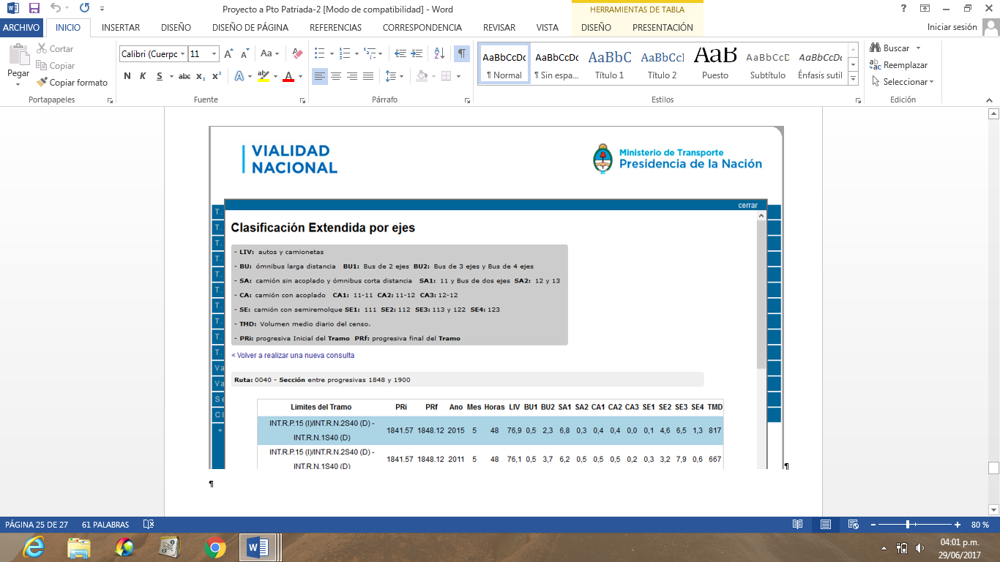 Proyecto a Pto Patriada-2 [Modo de compatibilidad] - Word
HERRAMIENTAS DE TABLA
ARCHIVO INICIO INSERTAR DISEÑO DISEÑO DE PÁGINA REFERENCIAS CORRESPONDENCIA REVISAR VISTA DISEÑO PRESENTACIÓN Iniciar sesión
Pegar
Cortar
Copiar
Copiar formato
Portapapeles
Calibri (Cuerpo 11
N K S abc x₂ x²
Fuente
Párrafo
AaBbCcDc AaBbCcDc AaBbC AaBbCcI AaB AaBbCcD AaBbCcDc
¶ Normal ¶ Sin espa... Título 1 Título 2 Puesto Subtítulo Énfasis sutil
Estilos
Buscar
Reemplazar
Seleccionar
Edición
VIALIDAD
NACIONAL
Ministerio de Transporte
Presidencia de la Nación
cerrar
Clasificación Extendida por ejes
- LIV: autos y camionetas
- BU: ómnibus larga distancia BU1: Bus de 2 ejes BU2: Bus de 3 ejes y Bus de 4 ejes
- SA: camión sin acoplado y ómnibus corta distancia SA1: 11 y Bus de dos ejes SA2: 12 y 13
- CA: camión con acoplado CA1: 11-11 CA2: 11-12 CA3: 12-12
- SE: camión con semiremolque SE1: 111 SE2: 112 SE3: 113 y 122 SE4: 123
- TMD: Volumen medio diario del censo.
- PRi: progresiva Inicial del Tramo PRf: progresiva final del Tramo
< Volver a realizar una nueva consulta
Ruta: 0040 - Sección entre progresivas 1848 y 1900
Limites del Tramo PRi PRf Ano Mes Horas LIV BU1 BU2 SA1 SA2 CA1 CA2 CA3 SE1 SE2 SE3 SE4 TMD
INT.R.P.15 (I)/INT.R.N.2S40 (D) -
INT.R.N.1S40 (D)
1841.57 1848.12 2015 5 48 76,9 0,5 2,3 6,8 0,3 0,4 0,4 0,0 0,1 4,6 6,5 1,3 817
INT.R.P.15 (I)/INT.R.N.2S40 (D) -
INT.R.N.1S40 (D)
1841.57 1848.12 2011 5 48 76,1 0,5 3,7 6,2 0,5 0,5 0,5 0,2 0,3 3,2 7,9 0,6 667
T.
T.
T.
T.
T.
T.
T.
T.
T.
T.
Va
Va
Se
Cl
+
¶
¶
PÁGINA 25 DE 27 61 PALABRAS
80 %
04:01 p.m.
29/06/2017